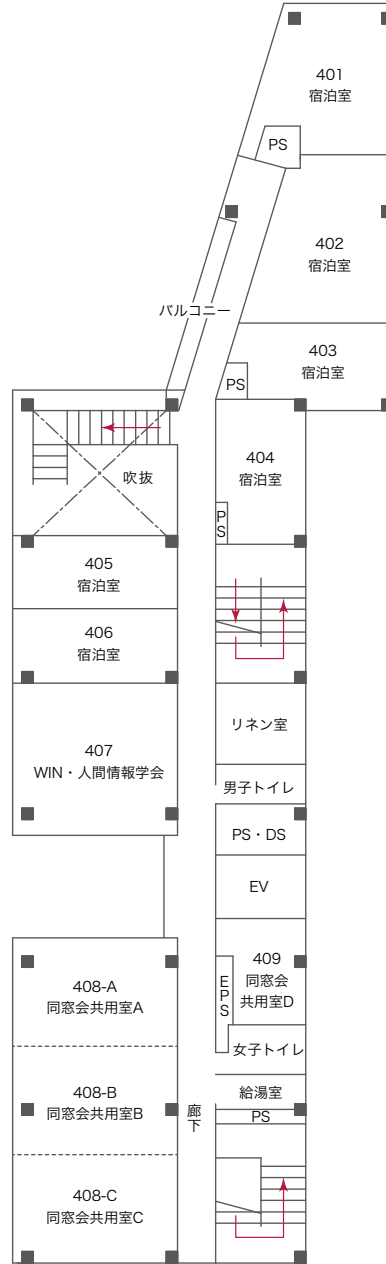 401
宿泊室
PS
402
宿泊室
バルコニー
403
宿泊室
PS
404
宿泊室
吹抜
PS
405
宿泊室
406
宿泊室
リネン室
407
WIN・人間情報学会
男子トイレ
PS・DS
EV
409
同窓会
共用室D
EPS
408-A
同窓会共用室A
女子トイレ
408-B
同窓会共用室B
給湯室
廊下
PS
408-C
同窓会共用室C